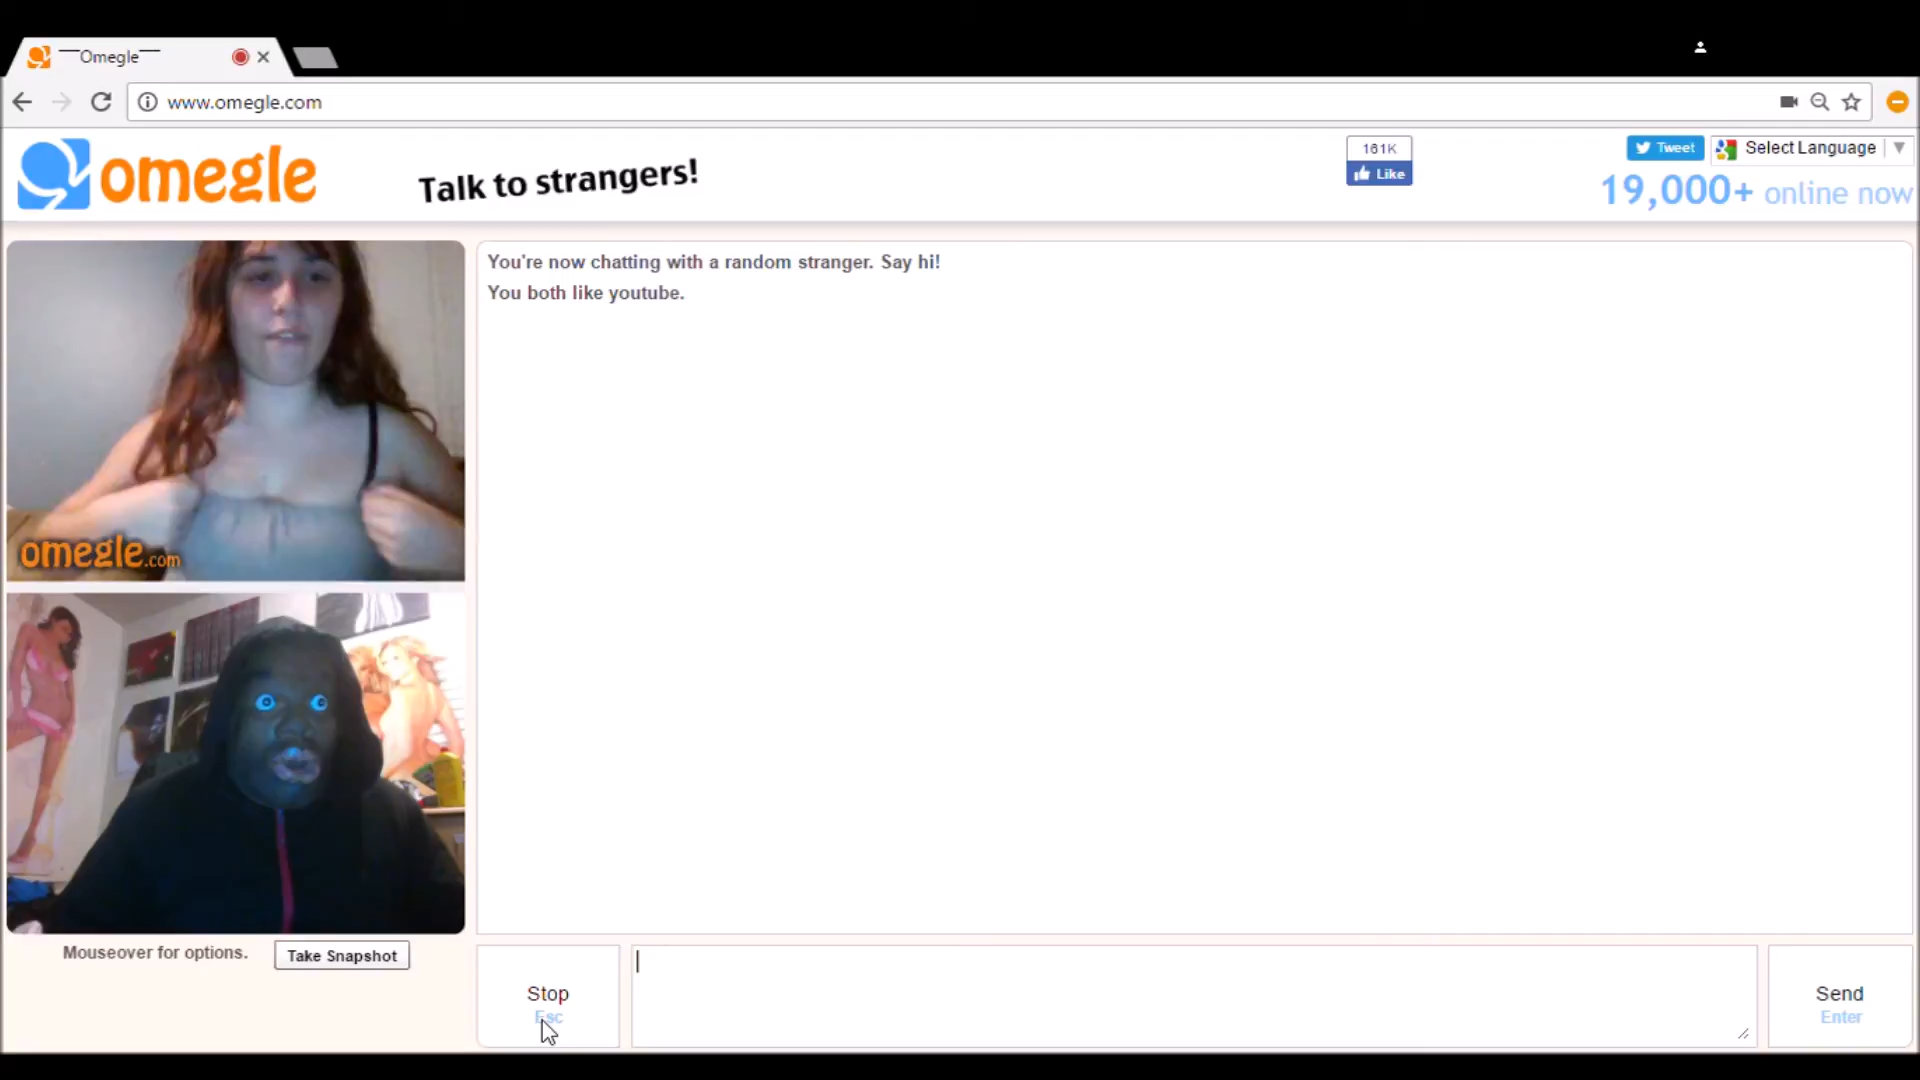 Omegle
www.omegle.com
omegle
Talk to strangers!
161K
Like
Tweet
Select Language
19,000+ online now
You're now chatting with a random stranger. Say hi!
You both like youtube.
omegle.com
Mouseover for options.
Take Snapshot
Stop
Esc
Send
Enter